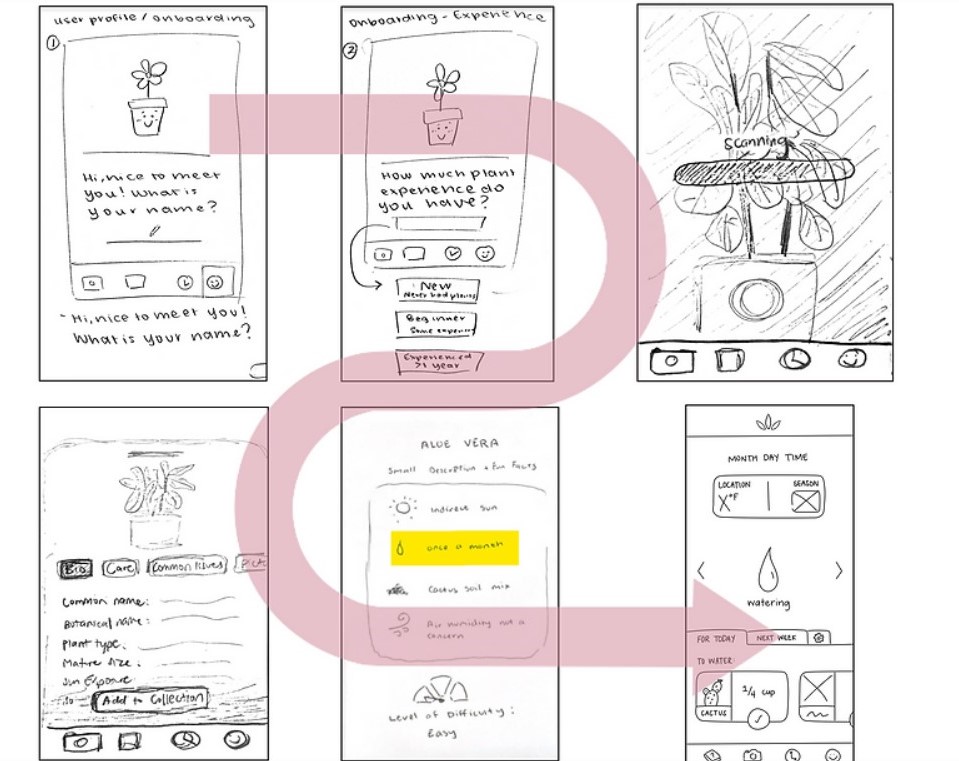 user profile / onboarding
①
Hi, nice to meet
you! What is
your name?
- Hi, nice to meet you!
What is your name?
Onboarding - Experience
②
How much plant
experience do
you have?
New
Never had plants
Beginner
Some experience
Experienced
>1 year
Scanning
Bio
Care
Common Issues
Common name:
Botanical name:
Plant type:
Mature size:
Sun Exposure
Add to Collection
ALOE VERA
Small Description + Fun Facts
Indirect sun
once a month
Cactus soil mix
Air humidity not a
concern
Level of Difficulty:
Easy
MONTH DAY TIME
LOCATION
X°F
SEASON
watering
FOR TODAY
NEXT WEEK
TO WATER:
1/4 cup
CACTUS